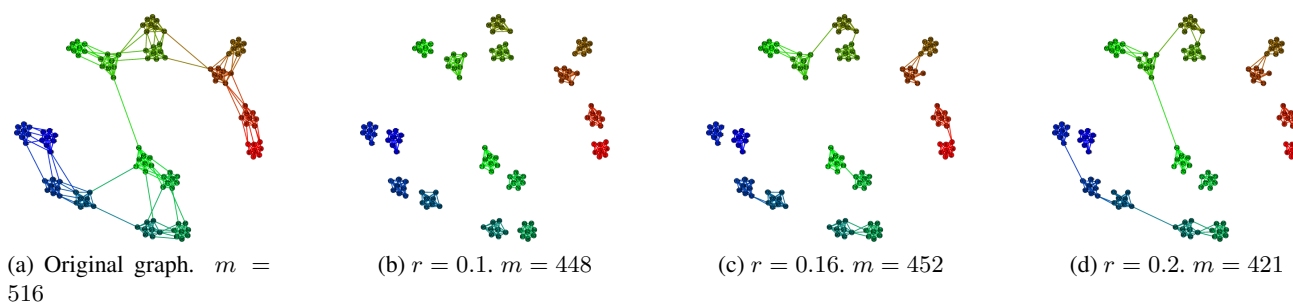 (a) Original graph. m =
516
(b) r = 0.1. m = 448
(c) r = 0.16. m = 452
(d) r = 0.2. m = 421